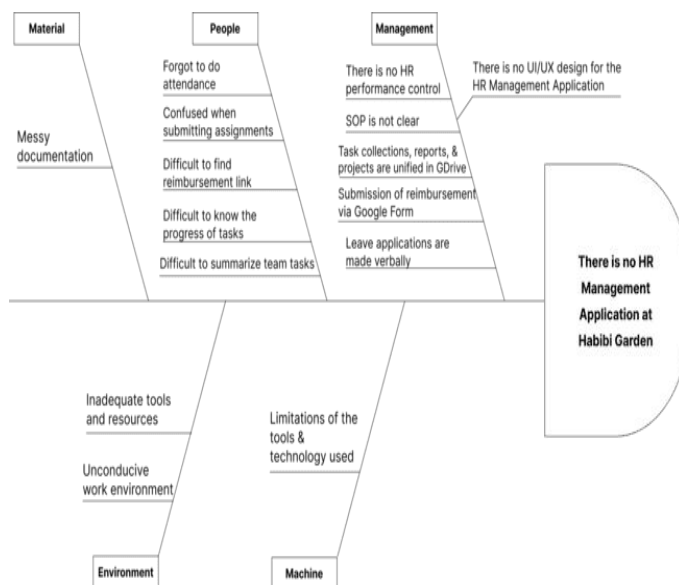 Material
People
Management
Messy
documentation
Forgot to do
attendance
Confused when
submitting assignments
Difficult to find
reimbursement link
Difficult to know the
progress of tasks
Difficult to summarize team tasks
There is no HR
performance control
SOP is not clear
Task collections, reports, &
projects are unified in GDrive
Submission of reimbursement
via Google Form
Leave applications are
made verbally
There is no UI/UX design for the
HR Management Application
There is no HR
Management
Application at
Habibi Garden
Inadequate tools
and resources
Unconducive
work environment
Limitations of the
tools &
technology used
Environment
Machine